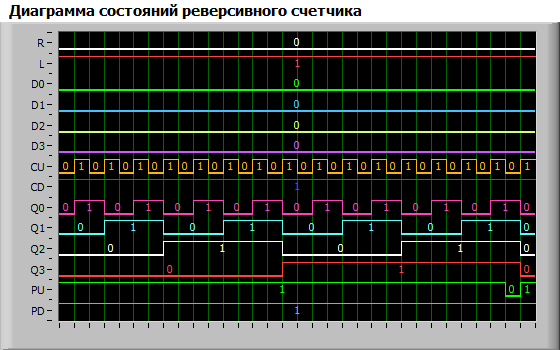 Диаграмма состояний реверсивного счетчика
R 0
L 1
D0 0
D1 0
D2 0
D3 0
CU 0 1 0 1 0 1 0 1 0 1 0 1 0 1 0 1 0 1 0 1 0 1 0 1 0 1 0 1 0 1 0 1
CD 1
Q0 0 1 0 1 0 1 0 1 0 1 0 1 0 1 0 1 0
Q1 0 1 0 1 0 1 0 1 0
Q2 0 1 0 1 0
Q3 0 1 0
PU 1 0 1
PD 1